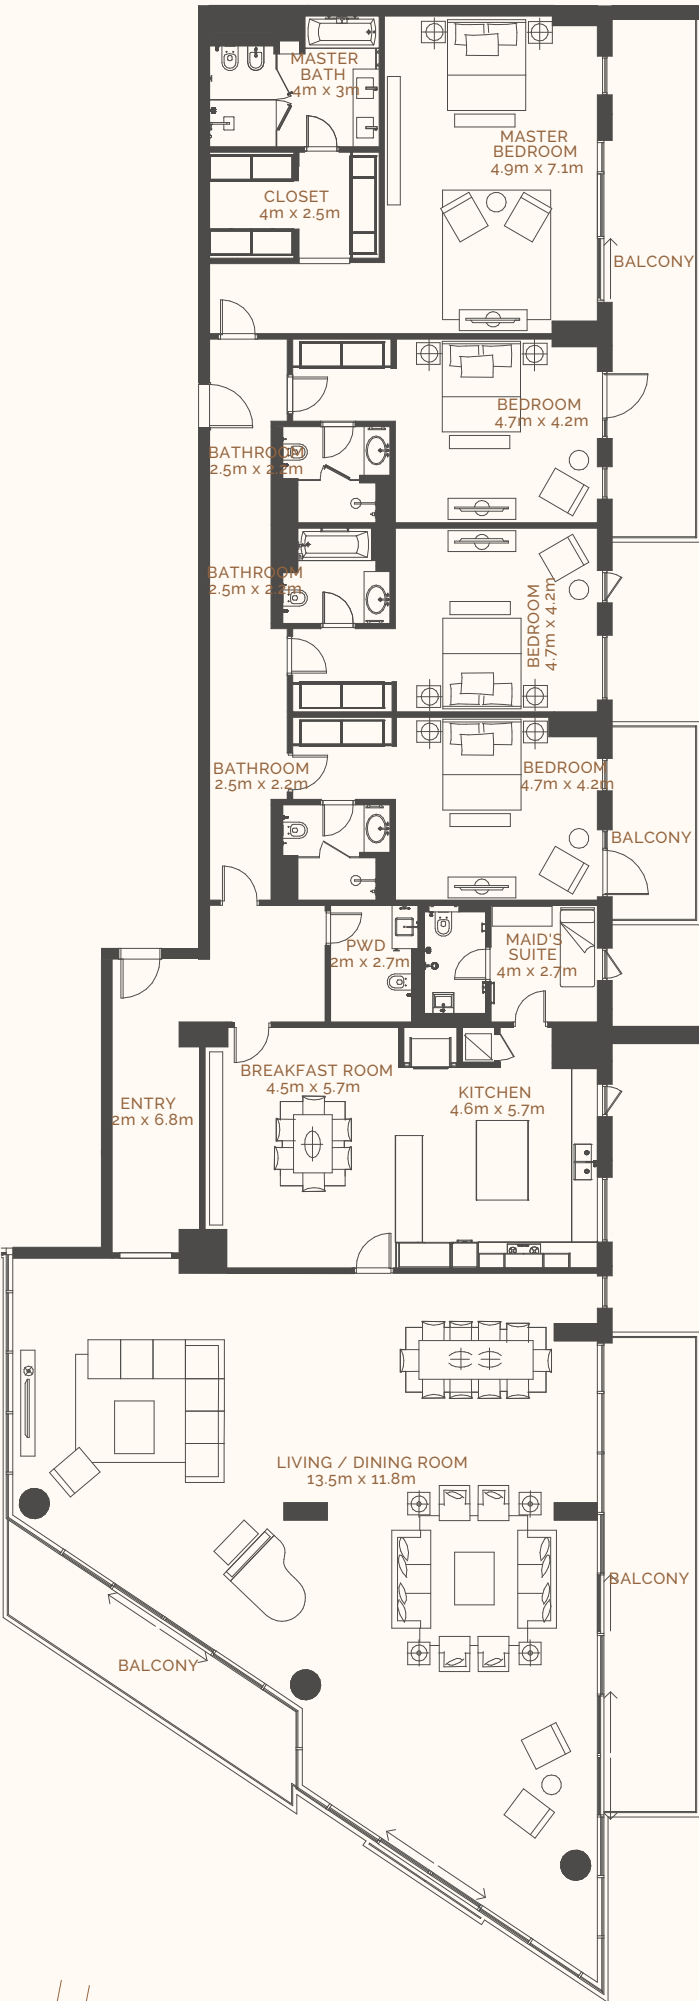 MASTER
BATH
4m x 3m
MASTER
BEDROOM
4.9m x 7.1m
CLOSET
4m x 2.5m
BALCONY
BEDROOM
4.7m x 4.2m
BATHROOM
2.5m x 2.2m
BATHROOM
2.5m x 2.2m
BEDROOM
4.7m x 4.2m
BATHROOM
2.5m x 2.2m
BEDROOM
4.7m x 4.2m
BALCONY
PWD
2m x 2.7m
MAID'S
SUITE
4m x 2.7m
BREAKFAST ROOM
4.5m x 5.7m
KITCHEN
4.6m x 5.7m
ENTRY
2m x 6.8m
LIVING / DINING ROOM
13.5m x 11.8m
BALCONY
BALCONY